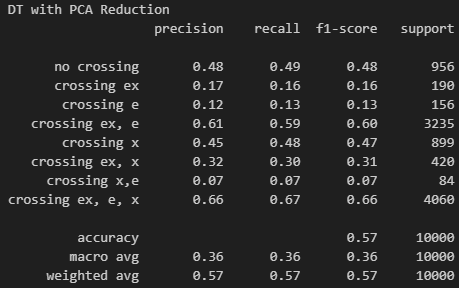 DT with PCA Reduction
precision recall f1-score support
no crossing 0.48 0.49 0.48 956
crossing ex 0.17 0.16 0.16 190
crossing e 0.12 0.13 0.13 156
crossing ex, e 0.61 0.59 0.60 3235
crossing x 0.45 0.48 0.47 899
crossing ex, x 0.32 0.30 0.31 420
crossing x,e 0.07 0.07 0.07 84
crossing ex, e, x 0.66 0.67 0.66 4060
accuracy 0.57 10000
macro avg 0.36 0.36 0.36 10000
weighted avg 0.57 0.57 0.57 10000